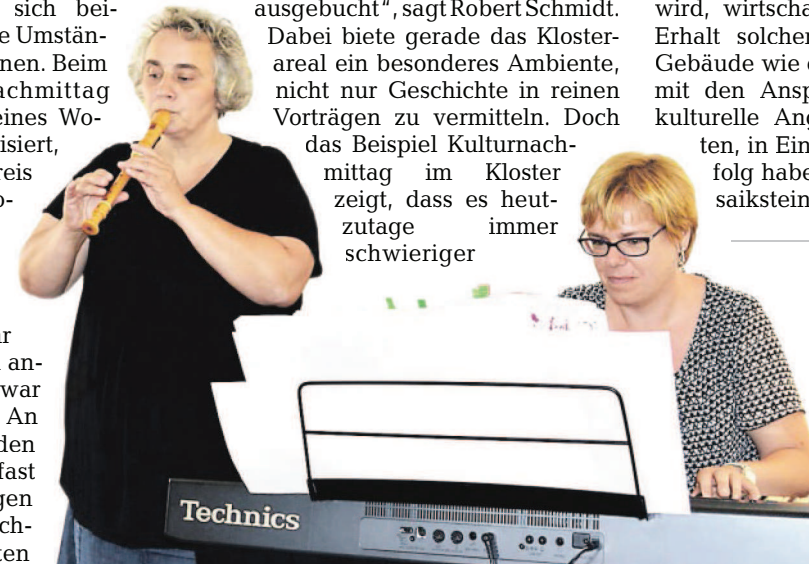 sich bei-
e Umstän-
nen. Beim
achmittag
eines Wo-
isiert,
reis
o-
ar
an-
war
An
den
fast
gen
ch-
ten
ausgebucht“, sagt Robert Schmidt.
Dabei biete gerade das Kloster-
areal ein besonderes Ambiente,
nicht nur Geschichte in reinen
Vorträgen zu vermitteln. Doch
das Beispiel Kulturnach-
mittag im Kloster
zeigt, dass es heut-
zutage immer
schwieriger
wird, wirtscha
Erhalt solcher
Gebäude wie
mit den Ansp
kulturelle Ang
ten, in Ein
folg habe
saikstein
Technics